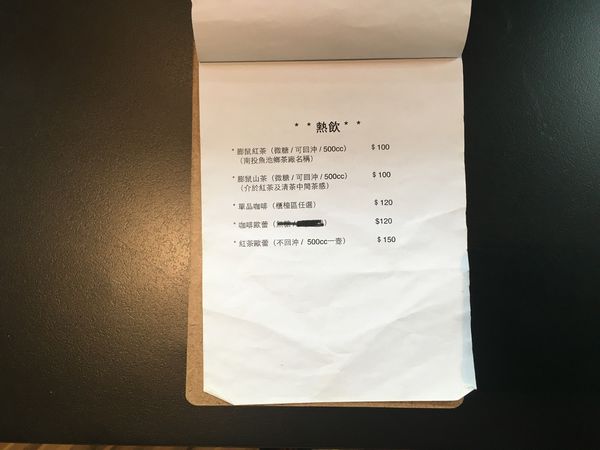 * * 熱飲 * *
* 膨鼠紅茶（微糖 / 可回沖 / 500cc） $ 100
（南投魚池鄉茶廠名稱）
* 膨鼠山茶（微糖 / 可回沖 / 500cc） $ 100
（介於紅茶及清茶中間茶感）
* 單品咖啡（櫃檯區任選） $ 120
* 咖啡歐蕾（ ） $120
* 紅茶歐蕾（不回沖 / 500cc一壺） $ 150